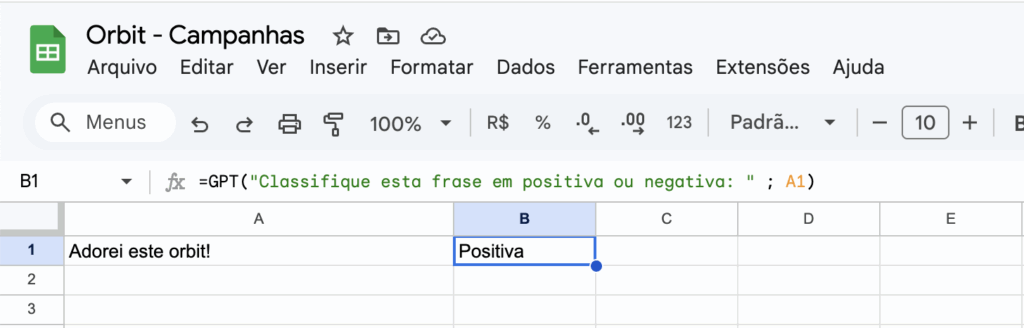 Orbit - Campanhas
Arquivo Editar Ver Inserir Formatar Dados Ferramentas Extensões Ajuda
Menus 100% R$ % .0 .00 123 Padrã... 10 B
B1 fx =GPT("Classifique esta frase em positiva ou negativa: " ; A1)
A B C D E
1 Adorei este orbit! Positiva
2
3